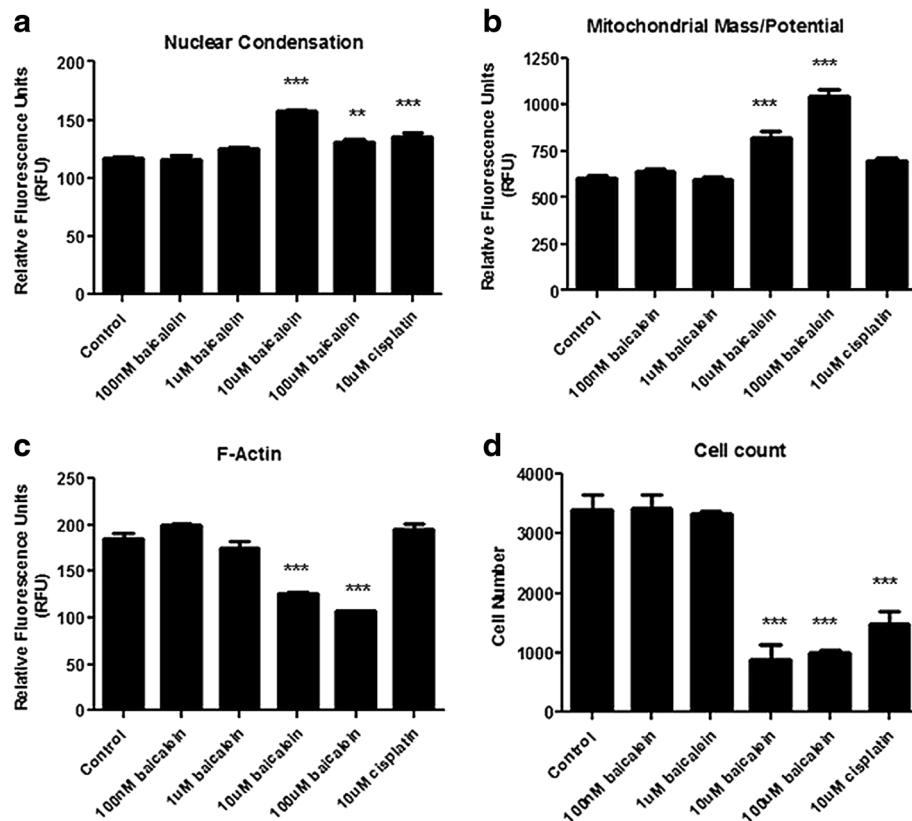 a
Nuclear Condensation
Relative Fluorescence Units
(RFU)
200
150
100
50
0
***
**
***
Control
100nM baicalein
1uM baicalein
10uM baicalein
100uM baicalein
10uM cisplatin
b
Mitochondrial Mass/Potential
Relative Fluorescence Units
(RFU)
1250
1000
750
500
250
0
***
***
Control
100nM baicalein
1uM baicalein
10uM baicalein
100uM baicalein
10uM cisplatin
c
F-Actin
Relative Fluorescence Units
(RFU)
250
200
150
100
50
0
***
***
Control
100nM baicalein
1uM baicalein
10uM baicalein
100uM baicalein
10uM cisplatin
d
Cell count
Cell Number
4000
3000
2000
1000
0
***
***
***
Control
100nM baicalein
1uM baicalein
10uM baicalein
100uM baicalein
10uM cisplatin